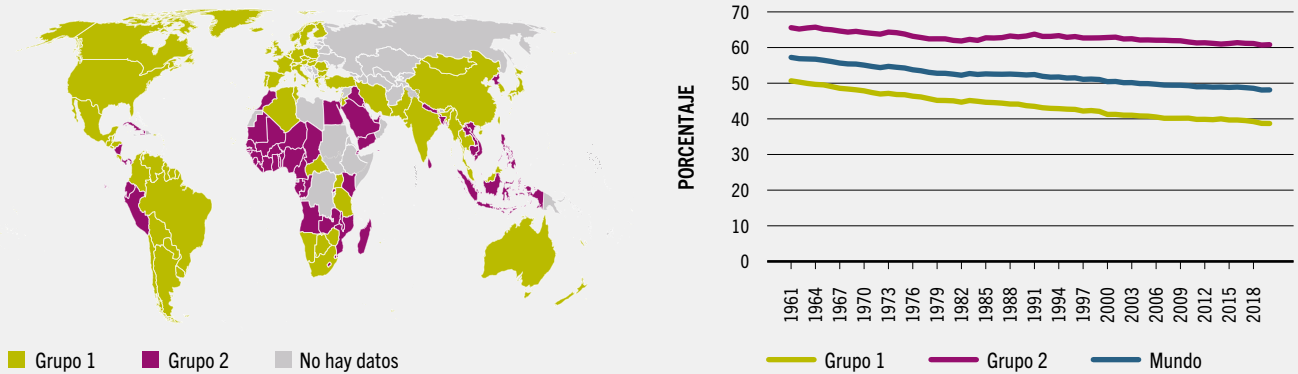 Grupo 1 Grupo 2 No hay datos
PORCENTAJE
70
60
50
40
30
20
10
0
1961 1964 1967 1970 1973 1976 1979 1982 1985 1988 1991 1994 1997 2000 2003 2006 2009 2012 2015 2018
Grupo 1 Grupo 2 Mundo